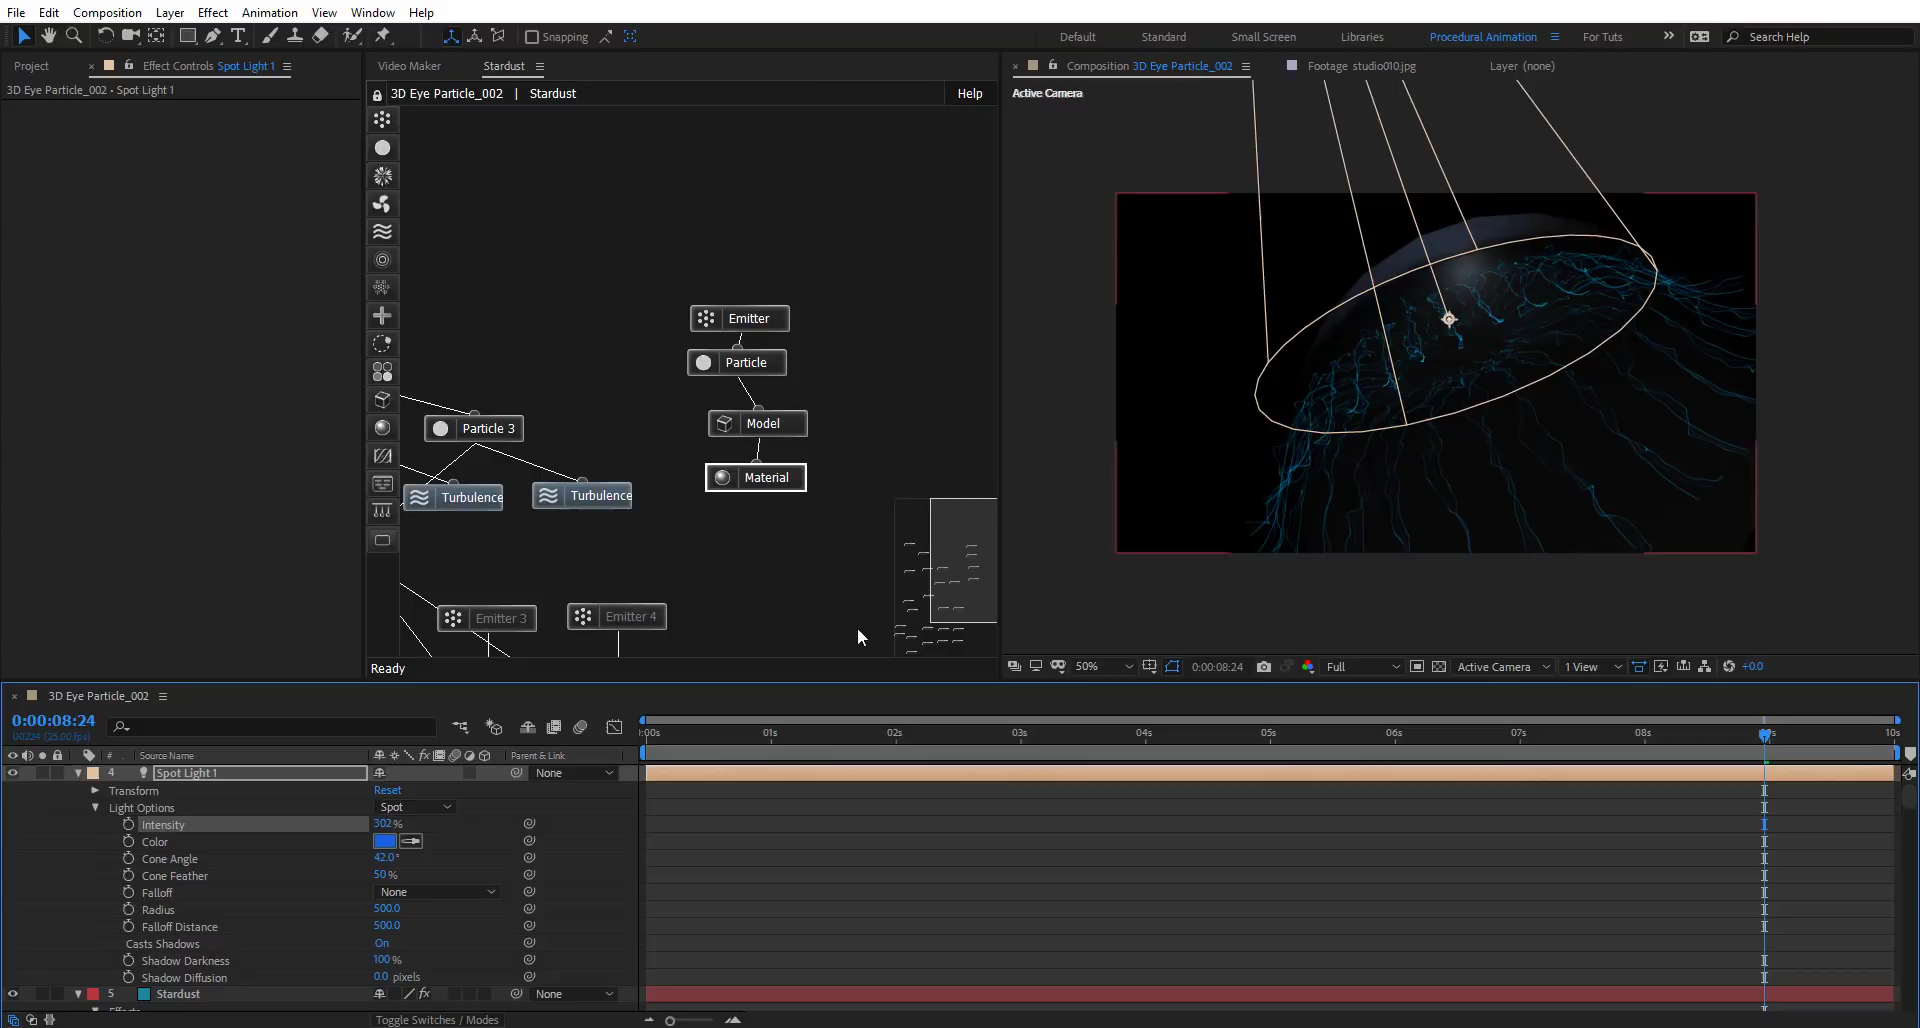 File Edit Composition Layer Effect Animation View Window Help
Snapping
Default Standard Small Screen Libraries Procedural Animation For Tuts Search Help
Project Effect Controls Spot Light 1
Video Maker Stardust
Composition 3D Eye Particle_002 Footage studio010.jpg Layer (none)
3D Eye Particle_002 • Spot Light 1
3D Eye Particle_002 | Stardust Help
Active Camera
Emitter
Particle
Model
Particle 3
Material
Turbulence
Turbulence
Emitter 3
Emitter 4
Ready
50% 0:00:08:24 Full Active Camera 1 View +0.0
3D Eye Particle_002
0:00:08:24
00224 (25.00 fps)
:00s 01s 02s 03s 04s 05s 06s 07s 08s 10s
# Source Name Parent & Link
4 Spot Light 1 None
Transform Reset
Light Options Spot
Intensity 302%
Color
Cone Angle 42.0°
Cone Feather 50%
Falloff None
Radius 500.0
Falloff Distance 500.0
Casts Shadows On
Shadow Darkness 100%
Shadow Diffusion 0.0 pixels
5 Stardust fx None
Effects
Toggle Switches / Modes